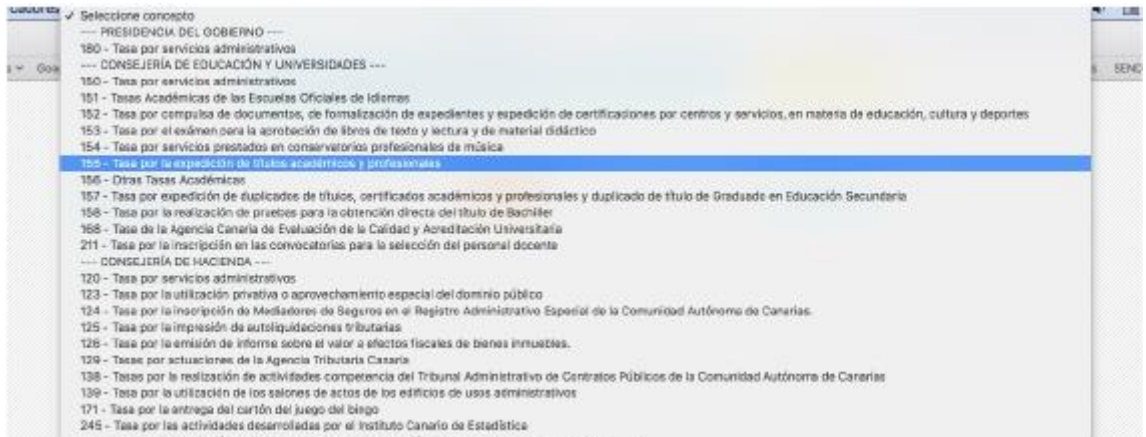 ✓ Seleccione concepto
---- PRESIDENCIA DEL GOBIERNO ----
180 - Tasa por servicios administrativos
---- CONSEJERÍA DE EDUCACIÓN Y UNIVERSIDADES ----
150 - Tasa por servicios administrativos
151 - Tasas Académicas de las Escuelas Oficiales de Idiomas
152 - Tasa por compulsa de documentos, de formalización de expedientes y expedición de certificaciones por centros y servicios, en materia de educación, cultura y deportes
153 - Tasa por el exámen para la aprobación de libros de texto y lectura y de material didáctico
154 - Tasa por servicios prestados en conservatorios profesionales de música
155 - Tasa por la expedición de títulos académicos y profesionales
156 - Otras Tasas Académicas
157 - Tasa por expedición de duplicados de títulos, certificados académicos y profesionales y duplicado de título de Graduado en Educación Secundaria
158 - Tasa por la realización de pruebas para la obtención directa del título de Bachiller
168 - Tasa de la Agencia Canaria de Evaluación de la Calidad y Acreditación Universitaria
211 - Tasa por la inscripción en las convocatorias para la selección del personal docente
---- CONSEJERÍA DE HACIENDA ----
120 - Tasa por servicios administrativos
123 - Tasa por la utilización privativa o aprovechamiento especial del dominio público
124 - Tasa por la inscripción de Mediadores de Seguros en el Registro Administrativo Especial de la Comunidad Autónoma de Canarias.
125 - Tasa por la impresión de autoliquidaciones tributarias
126 - Tasa por la emisión de informe sobre el valor a efectos fiscales de bienes inmuebles.
129 - Tasas por actuaciones de la Agencia Tributaria Canaria
138 - Tasas por la realización de actividades competencia del Tribunal Administrativo de Contratos Públicos de la Comunidad Autónoma de Canarias
139 - Tasa por la utilización de los salones de actos de los edificios de usos administrativos
171 - Tasa por la entrega del cartón del juego del bingo
245 - Tasa por las actividades desarrolladas por el Instituto Canario de Estadística